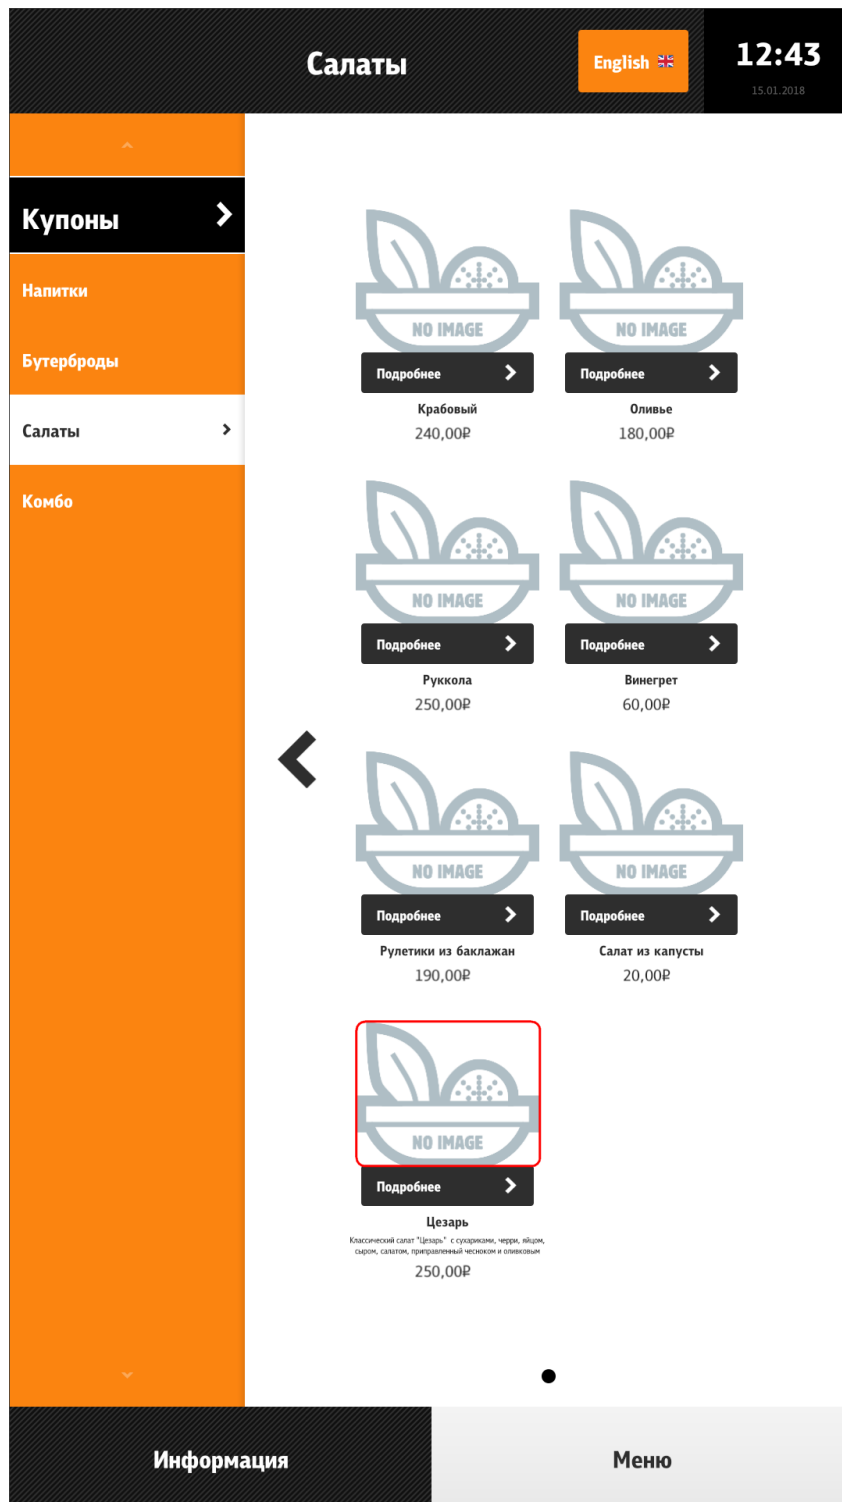 Салаты
English
12:43
15.01.2018
Купоны
Напитки
Бутерброды
Салаты
Комбо
NO IMAGE
NO IMAGE
Подробнее
Подробнее
Крабовый
Оливье
240,00₽
180,00₽
NO IMAGE
NO IMAGE
Подробнее
Подробнее
Руккола
Винегрет
250,00₽
60,00₽
NO IMAGE
NO IMAGE
Подробнее
Подробнее
Рулетики из баклажан
Салат из капусты
190,00₽
20,00₽
NO IMAGE
Подробнее
Цезарь
Классический салат "Цезарь" с сухариками, черри, яйцом,
сыром, салатом, приправленный чесноком и оливковым
250,00₽
Информация
Меню